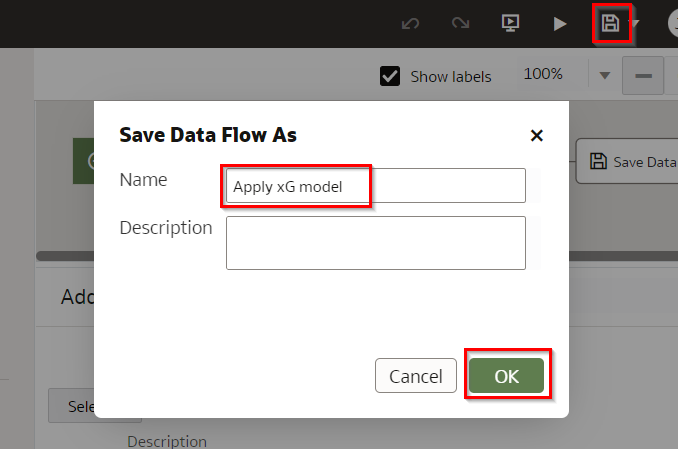 Show labels
100%
Save Data Flow As
Name
Apply xG model
Save Data
Description
Add
Cancel
OK
Sele
Description